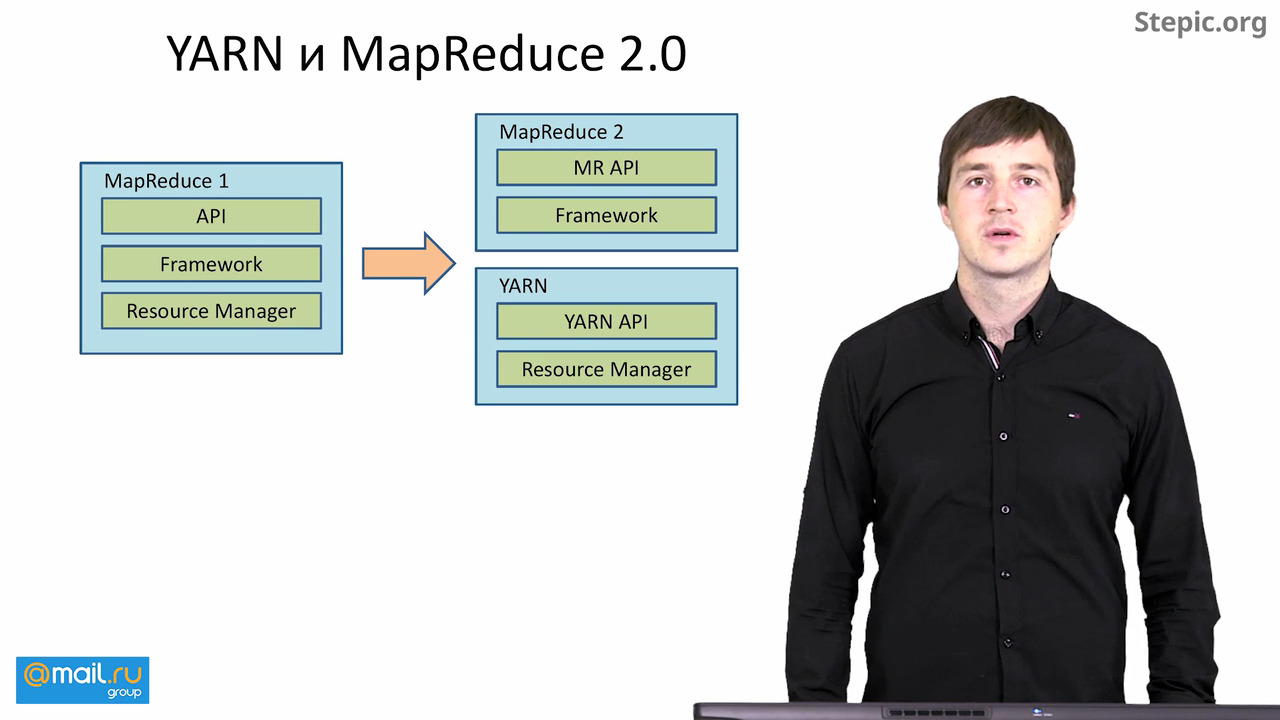 Stepic.org
YARN и MapReduce 2.0
MapReduce 1
API
Framework
Resource Manager
MapReduce 2
MR API
Framework
YARN
YARN API
Resource Manager
@mail.ru
group